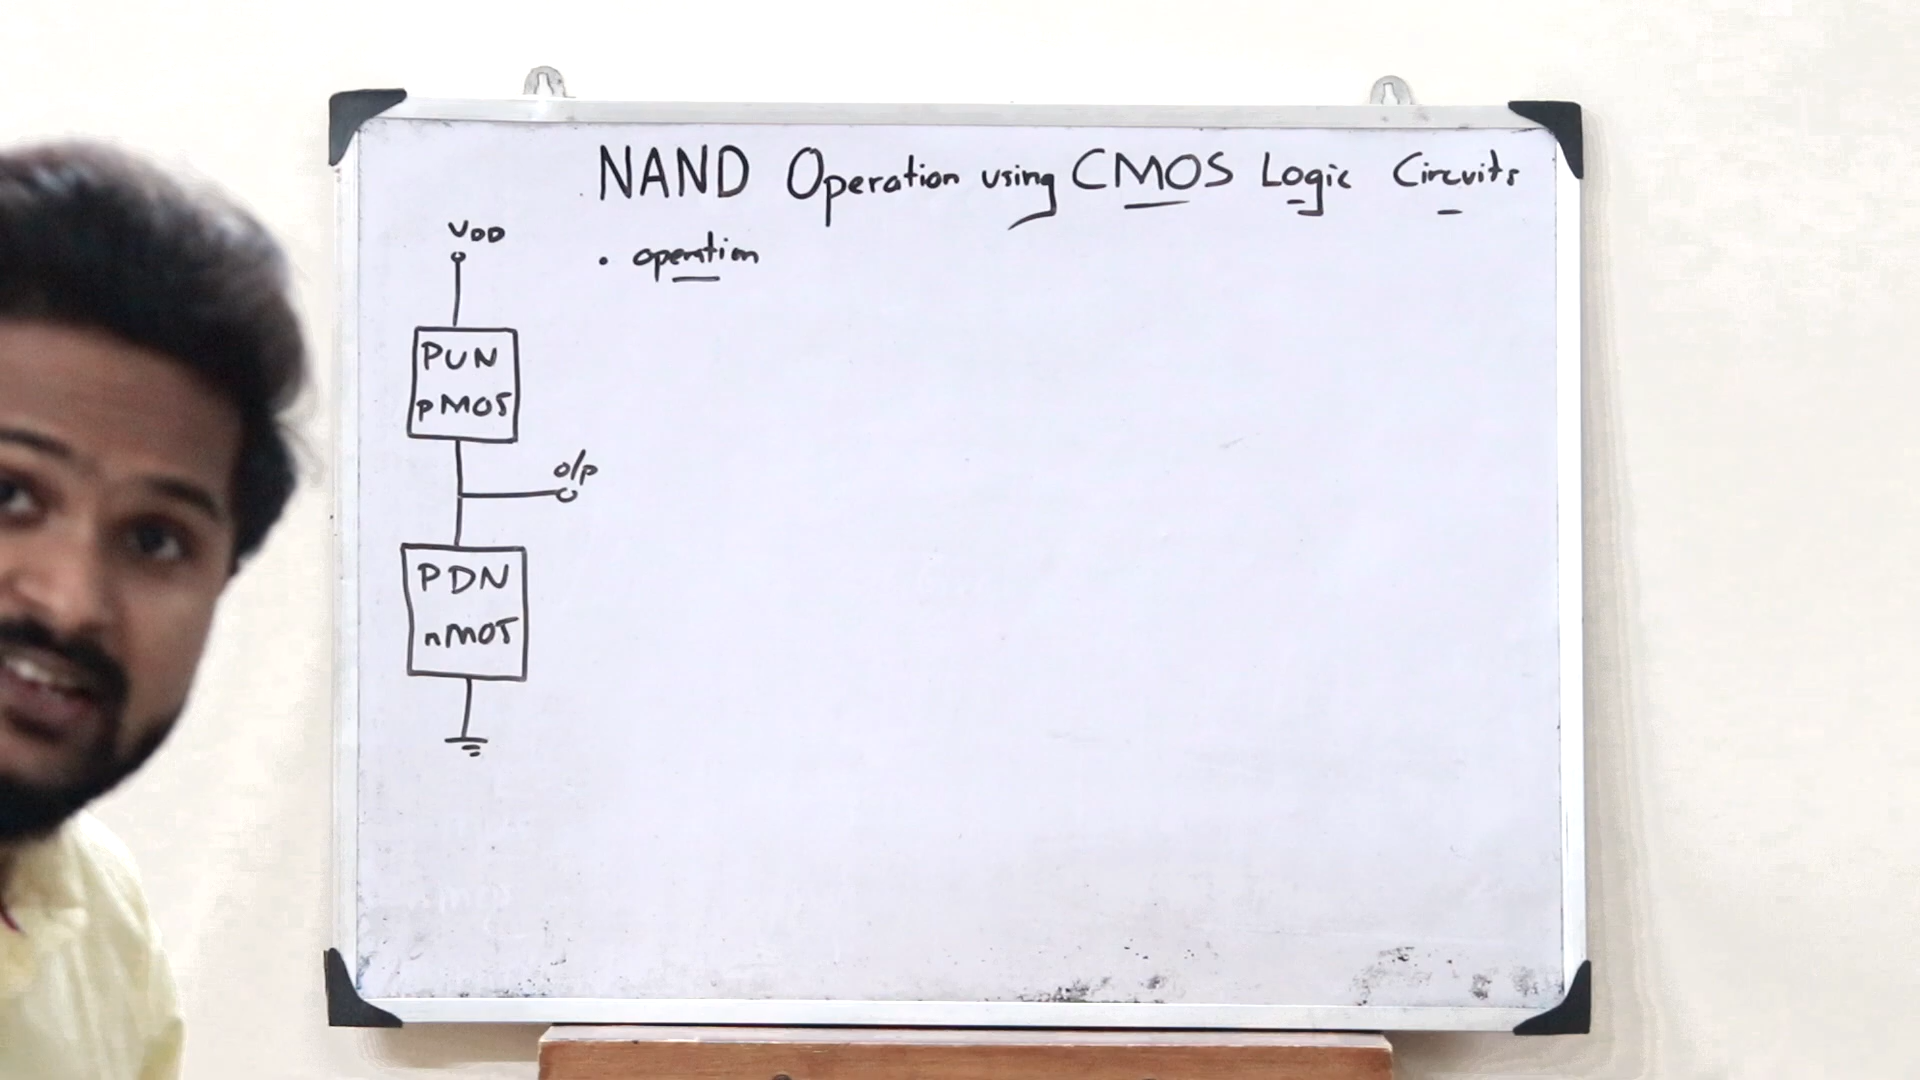 NAND Operation using CMOS Logic Circuits
• operation
VDD
PUN
pMOS
o/p
PDN
nMOS